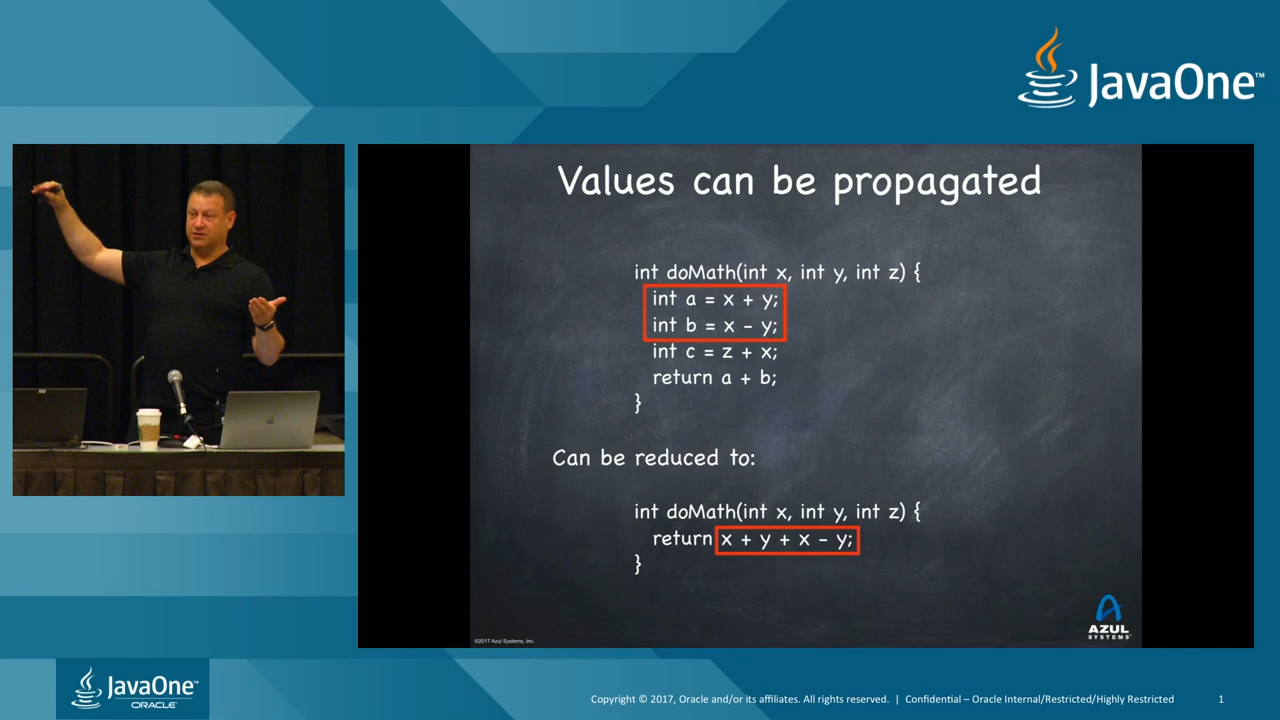 JavaOne™
Values can be propagated
int doMath(int x, int y, int z) {
int a = x + y;
int b = x - y;
int c = z + x;
return a + b;
}
Can be reduced to:
int doMath(int x, int y, int z) {
return x + y + x - y;
}
AZUL
SYSTEMS
©2017 Azul Systems, Inc.
JavaOne™
ORACLE
Copyright © 2017, Oracle and/or its affiliates. All rights reserved. | Confidential – Oracle Internal/Restricted/Highly Restricted 1